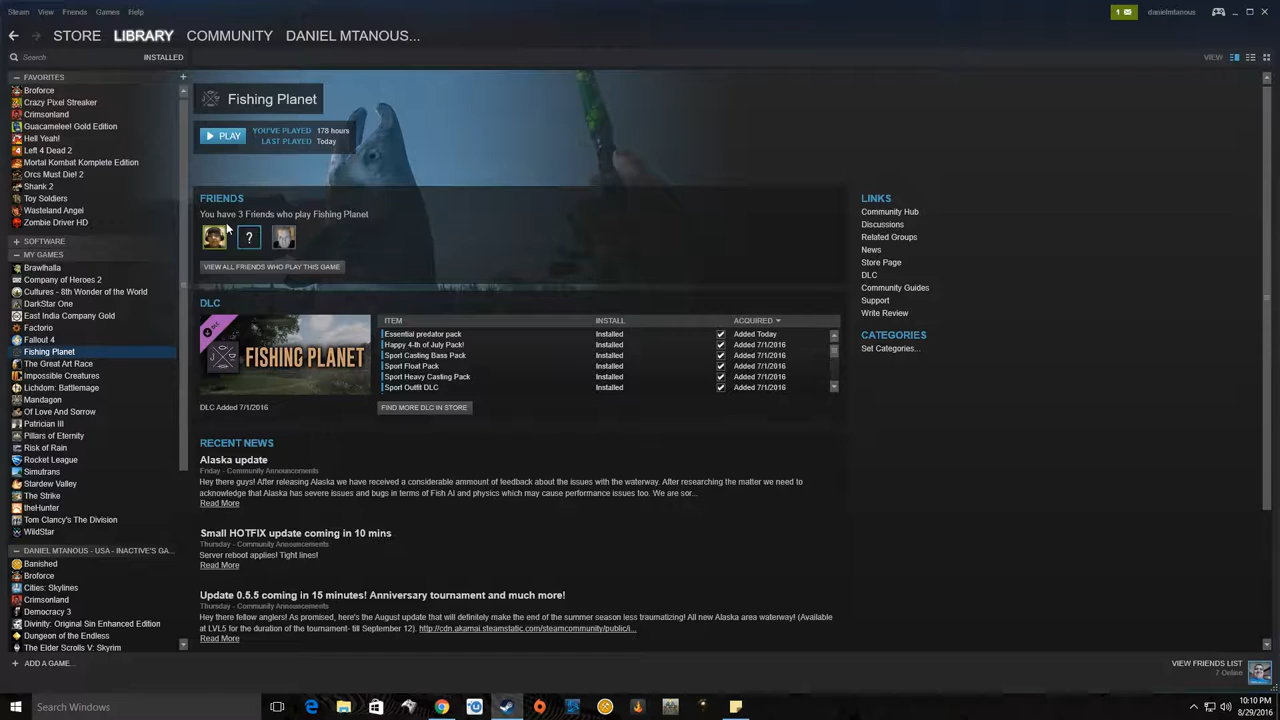 Steam View Friends Games Help
1 danielmtanous
STORE LIBRARY COMMUNITY DANIEL MTANOUS...
Search INSTALLED VIEW
FAVORITES
Broforce
Crazy Pixel Streaker
Crimsonland
Guacamelee! Gold Edition
Hell Yeah!
Left 4 Dead 2
Mortal Kombat Komplete Edition
Orcs Must Die! 2
Shank 2
Toy Soldiers
Wasteland Angel
Zombie Driver HD
SOFTWARE
MY GAMES
Brawlhalla
Company of Heroes 2
Cultures - 8th Wonder of the World
DarkStar One
East India Company Gold
Factorio
Fallout 4
Fishing Planet
The Great Art Race
Impossible Creatures
Lichdom: Battlemage
Mandagon
Of Love And Sorrow
Patrician III
Pillars of Eternity
Risk of Rain
Rocket League
Simutrans
Stardew Valley
The Strike
theHunter
Tom Clancy's The Division
WildStar
DANIEL MTANOUS - USA - INACTIVE'S GA...
Banished
Broforce
Cities: Skylines
Crimsonland
Democracy 3
Divinity: Original Sin Enhanced Edition
Dungeon of the Endless
The Elder Scrolls V: Skyrim
ADD A GAME...
Fishing Planet
PLAY
YOU'VE PLAYED 178 hours
LAST PLAYED Today
FRIENDS
You have 3 Friends who play Fishing Planet
?
VIEW ALL FRIENDS WHO PLAY THIS GAME
DLC
FISHING PLANET
DLC Added 7/1/2016
ITEM INSTALL ACQUIRED
Essential predator pack Installed Added Today
Happy 4-th of July Pack! Installed Added 7/1/2016
Sport Casting Bass Pack Installed Added 7/1/2016
Sport Float Pack Installed Added 7/1/2016
Sport Heavy Casting Pack Installed Added 7/1/2016
Sport Outfit DLC Installed Added 7/1/2016
FIND MORE DLC IN STORE
RECENT NEWS
Alaska update
Friday - Community Announcements
Hey there guys! After releasing Alaska we have received a considerable ammount of feedback about the issues with the waterway. After researching the matter we need to
acknowledge that Alaska has severe issues and bugs in terms of Fish AI and physics which may cause performance issues too. We are sor...
Read More
Small HOTFIX update coming in 10 mins
Thursday - Community Announcements
Server reboot applies! Tight lines!
Read More
Update 0.5.5 coming in 15 minutes! Anniversary tournament and much more!
Thursday - Community Announcements
Hey there fellow anglers! As promised, here's the August update that will definitely make the end of the summer season less traumatizing! All new Alaska area waterway! (Available
at LVL5 for the duration of the tournament- till September 12). http://cdn.akamai.steamstatic.com/steamcommunity/public/i...
Read More
LINKS
Community Hub
Discussions
Related Groups
News
Store Page
DLC
Community Guides
Support
Write Review
CATEGORIES
Set Categories...
VIEW FRIENDS LIST
7 Online
Search Windows
10:10 PM
8/29/2016